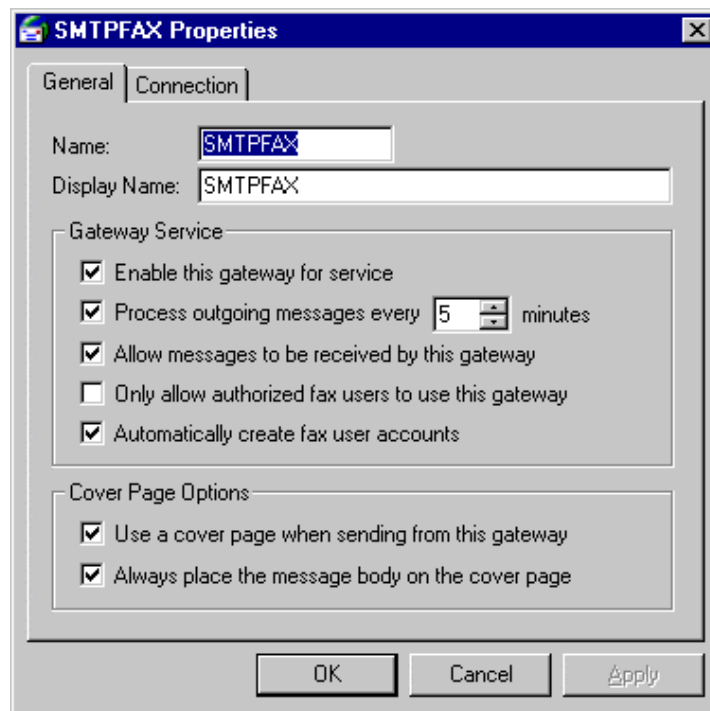 SMTPFAX Properties
General Connection
Name: SMTPFAX
Display Name: SMTPFAX
Gateway Service
Enable this gateway for service
Process outgoing messages every 5 minutes
Allow messages to be received by this gateway
Only allow authorized fax users to use this gateway
Automatically create fax user accounts
Cover Page Options
Use a cover page when sending from this gateway
Always place the message body on the cover page
OK Cancel Apply